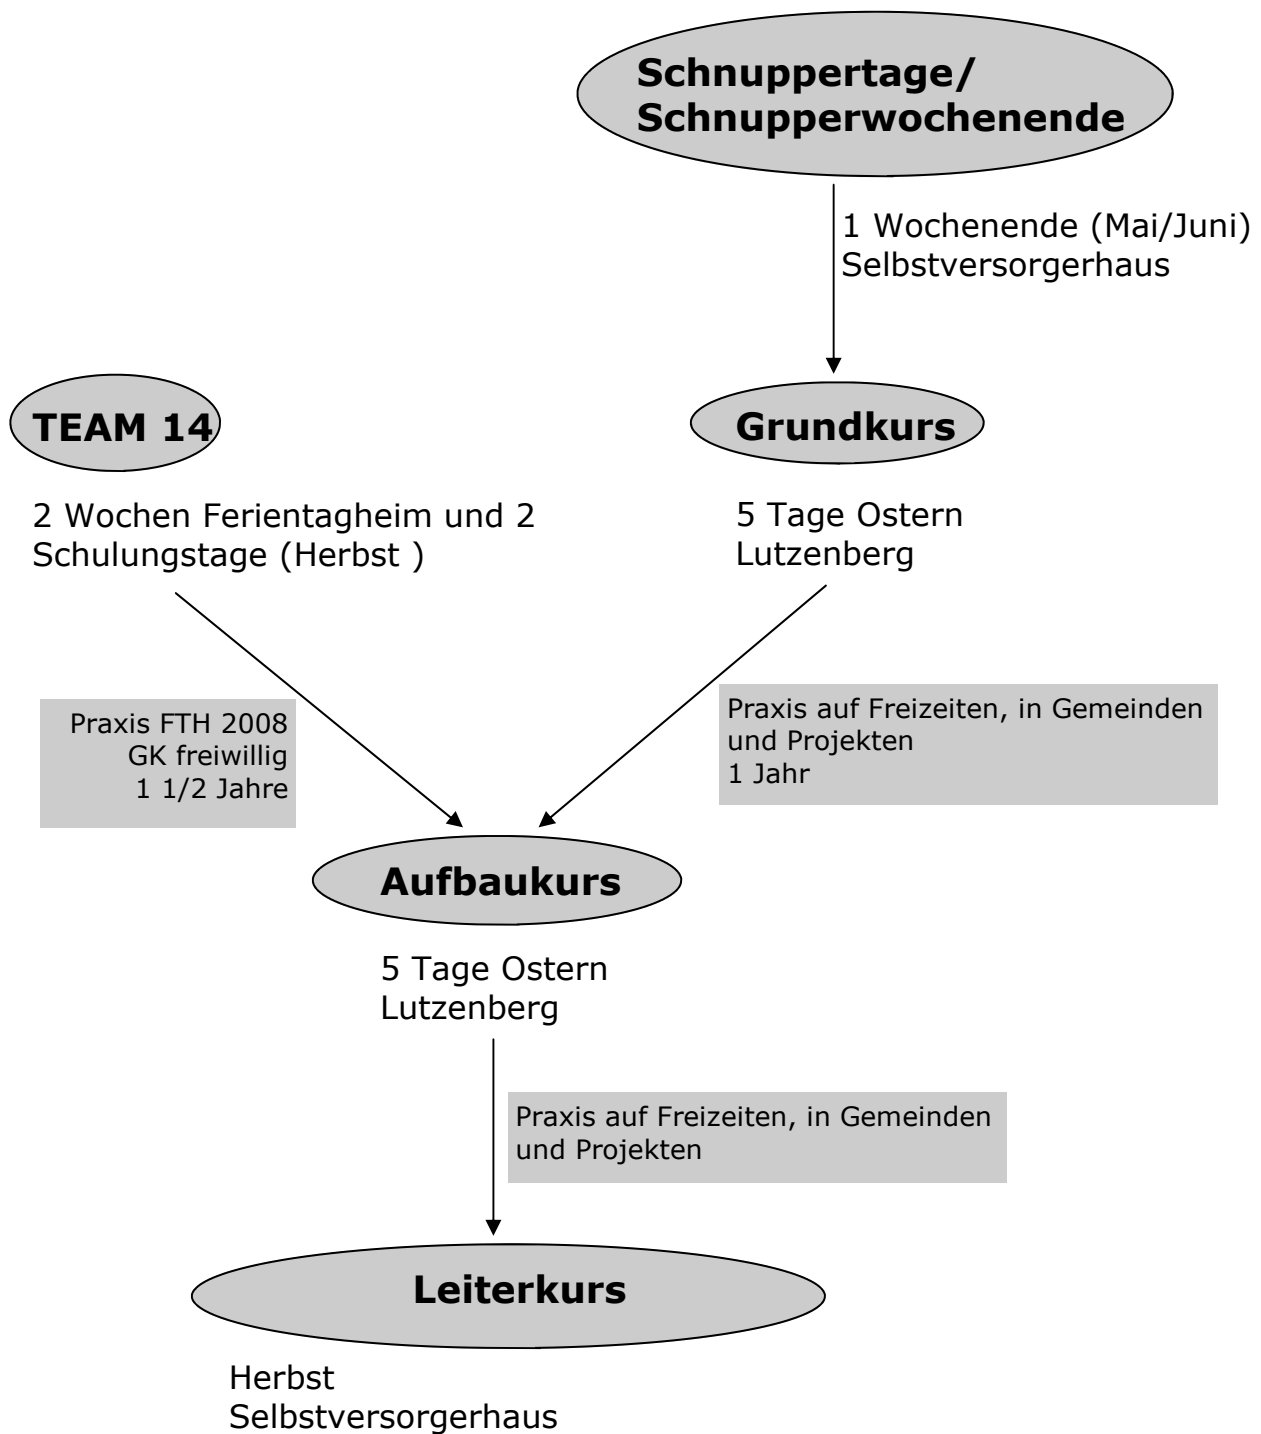 Schnuppertage/
Schnupperwochenende
1 Wochenende (Mai/Juni)
Selbstversorgerhaus
TEAM 14
Grundkurs
2 Wochen Ferientagheim und 2
Schulungstage (Herbst )
5 Tage Ostern
Lutzenberg
Praxis FTH 2008
GK freiwillig
1 1/2 Jahre
Praxis auf Freizeiten, in Gemeinden
und Projekten
1 Jahr
Aufbaukurs
5 Tage Ostern
Lutzenberg
Praxis auf Freizeiten, in Gemeinden
und Projekten
Leiterkurs
Herbst
Selbstversorgerhaus